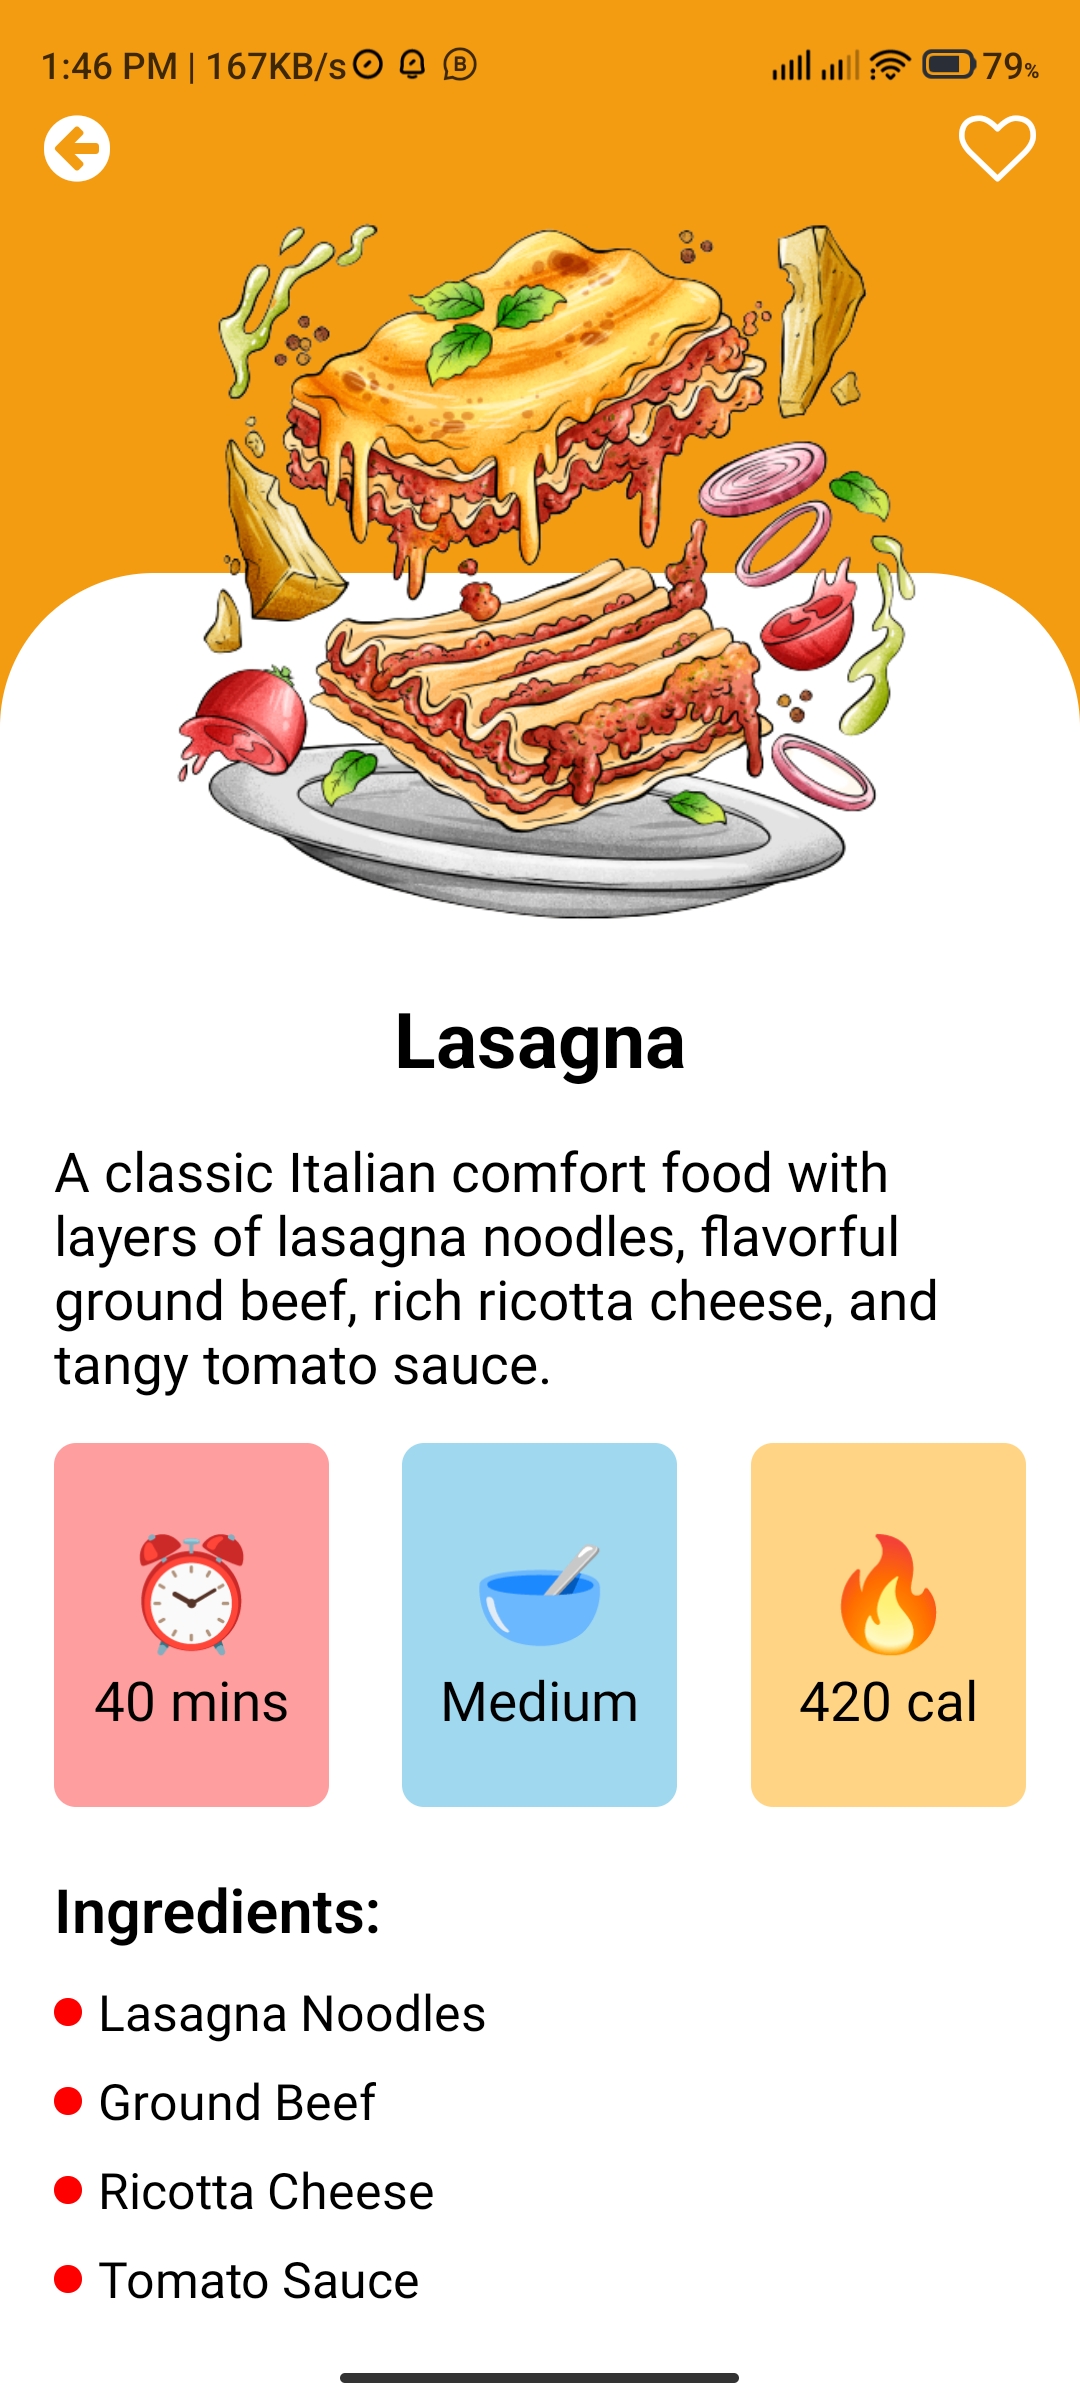 1:46 PM | 167KB/s B 79%
Lasagna
A classic Italian comfort food with
layers of lasagna noodles, flavorful
ground beef, rich ricotta cheese, and
tangy tomato sauce.
40 mins Medium 420 cal
Ingredients:
Lasagna Noodles
Ground Beef
Ricotta Cheese
Tomato Sauce